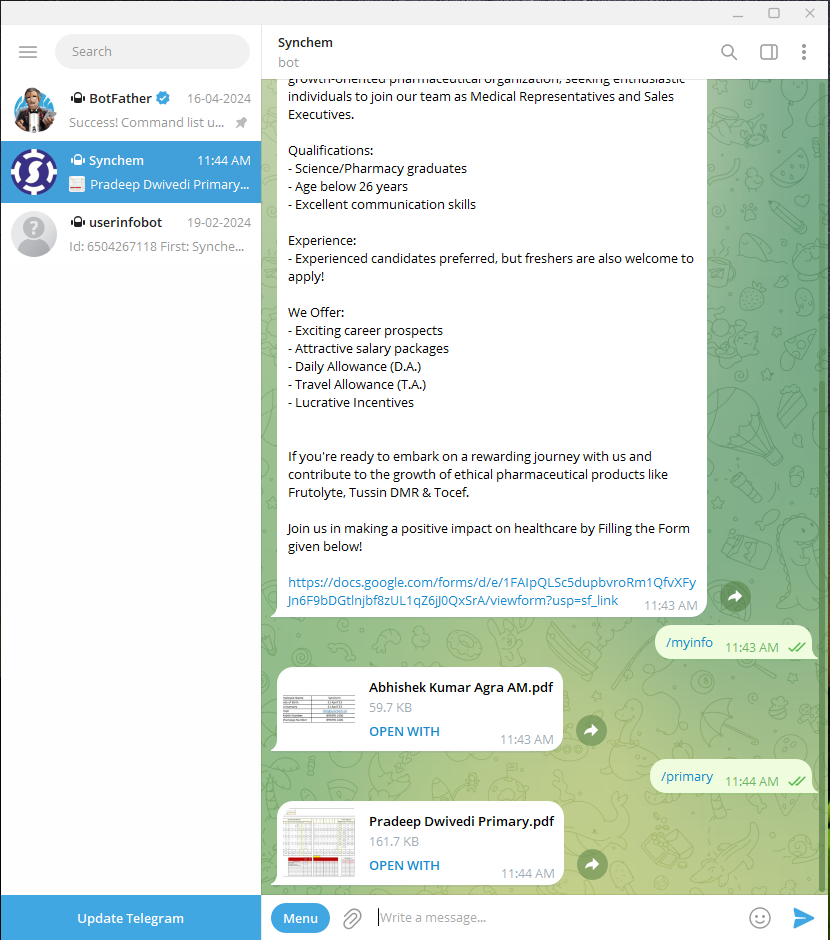 Search
BotFather 16-04-2024
Success! Command list u...
Synchem 11:44 AM
Pradeep Dwivedi Primary...
userinfobot 19-02-2024
Id: 6504267118 First: Synche...
Update Telegram
Synchem
bot
growth-oriented pharmaceutical organization, seeking enthusiastic
individuals to join our team as Medical Representatives and Sales
Executives.
Qualifications:
- Science/Pharmacy graduates
- Age below 26 years
- Excellent communication skills
Experience:
- Experienced candidates preferred, but freshers are also welcome to
apply!
We Offer:
- Exciting career prospects
- Attractive salary packages
- Daily Allowance (D.A.)
- Travel Allowance (T.A.)
- Lucrative Incentives
If you're ready to embark on a rewarding journey with us and
contribute to the growth of ethical pharmaceutical products like
Frutolyte, Tussin DMR & Tocef.
Join us in making a positive impact on healthcare by Filling the Form
given below!
https://docs.google.com/forms/d/e/1FAIpQLSc5dupbvroRm1QfvXFy
Jn6F9bDGtlnjbf8zUL1qZ6jJ0QxSrA/viewform?usp=sf_link 11:43 AM
/myinfo 11:43 AM
Abhishek Kumar Agra AM.pdf
59.7 KB
OPEN WITH
11:43 AM
/primary 11:44 AM
Pradeep Dwivedi Primary.pdf
161.7 KB
OPEN WITH
11:44 AM
Menu
Write a message...